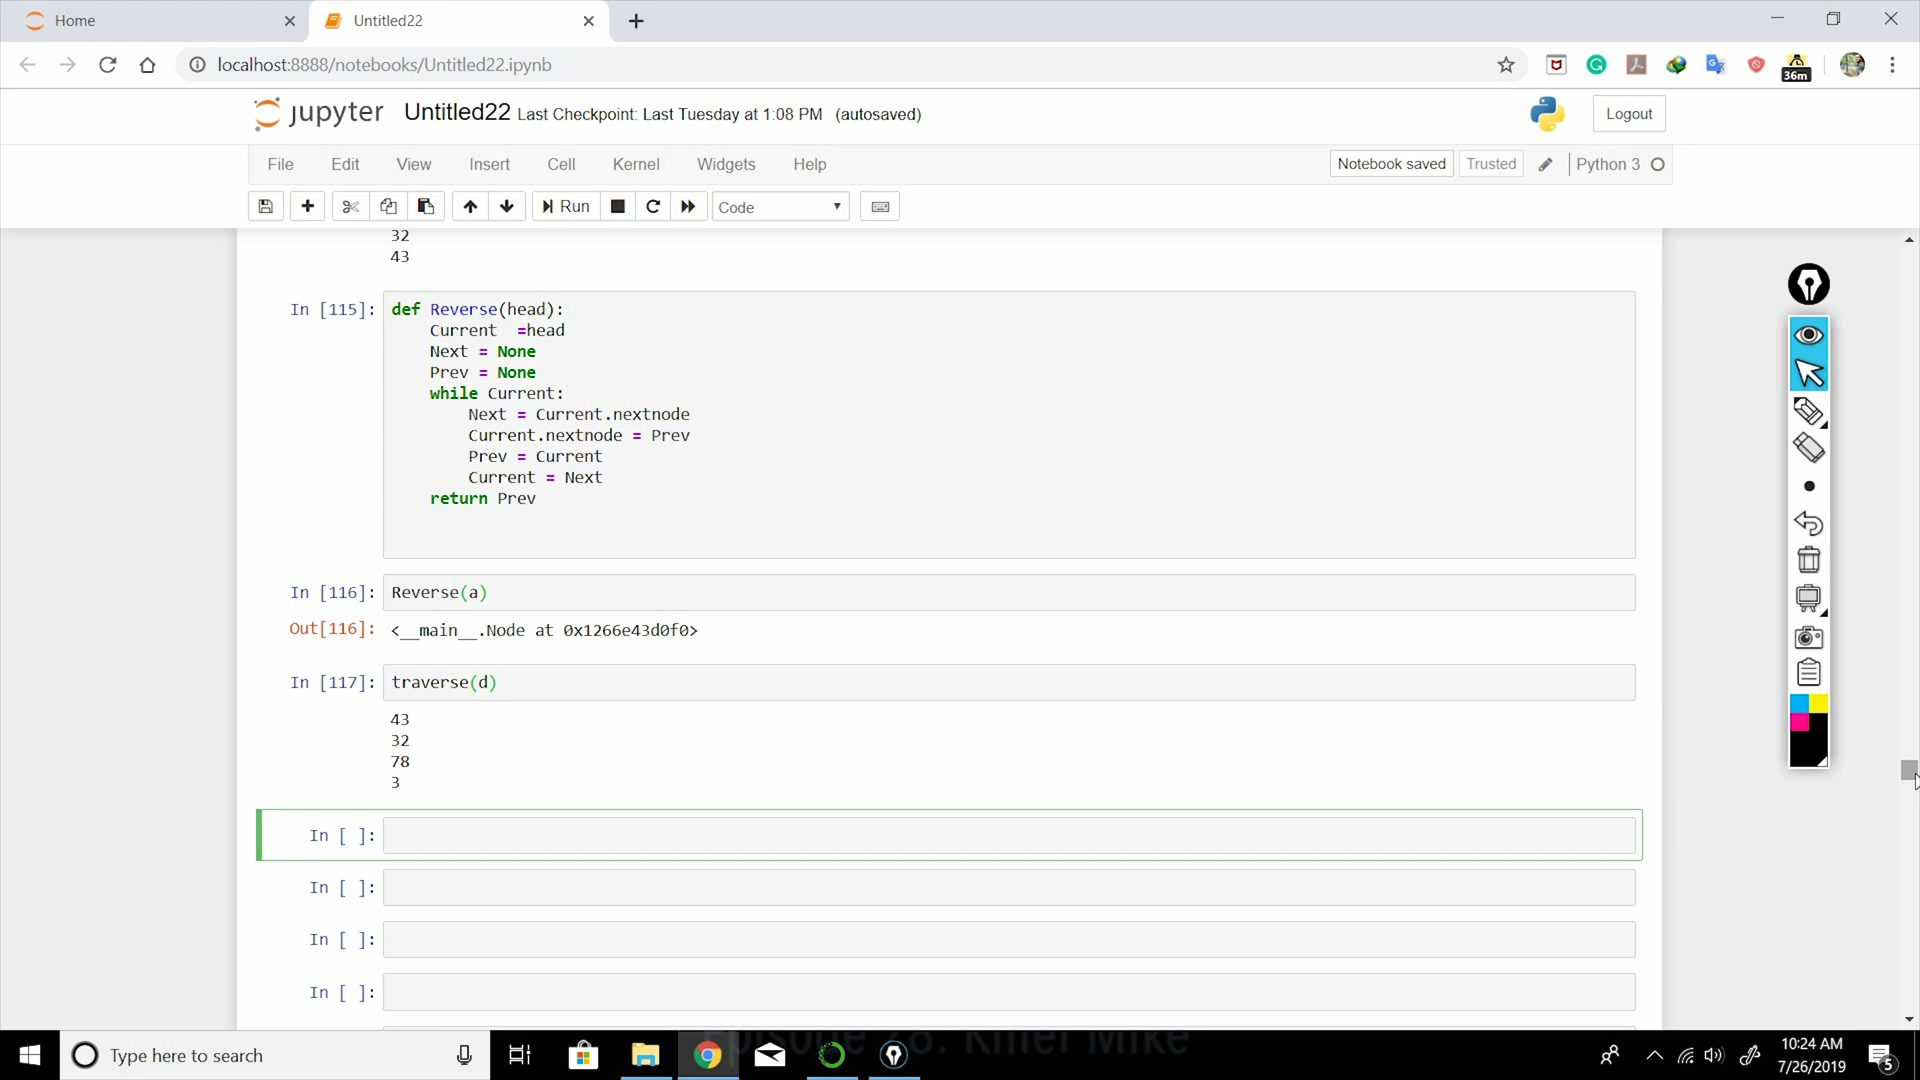 Home
Untitled22
localhost:8888/notebooks/Untitled22.ipynb
36m
jupyter Untitled22 Last Checkpoint: Last Tuesday at 1:08 PM (autosaved)
Logout
File Edit View Insert Cell Kernel Widgets Help
Notebook saved Trusted Python 3
Run Code
32
43
In [115]: def Reverse(head):
    Current  =head
    Next = None
    Prev = None
    while Current:
        Next = Current.nextnode
        Current.nextnode = Prev
        Prev = Current
        Current = Next
    return Prev
In [116]: Reverse(a)
Out[116]: <__main__.Node at 0x1266e43d0f0>
In [117]: traverse(d)
43
32
78
3
In [ ]:
In [ ]:
In [ ]:
In [ ]:
Type here to search
Killer Mike
10:24 AM
7/26/2019
5